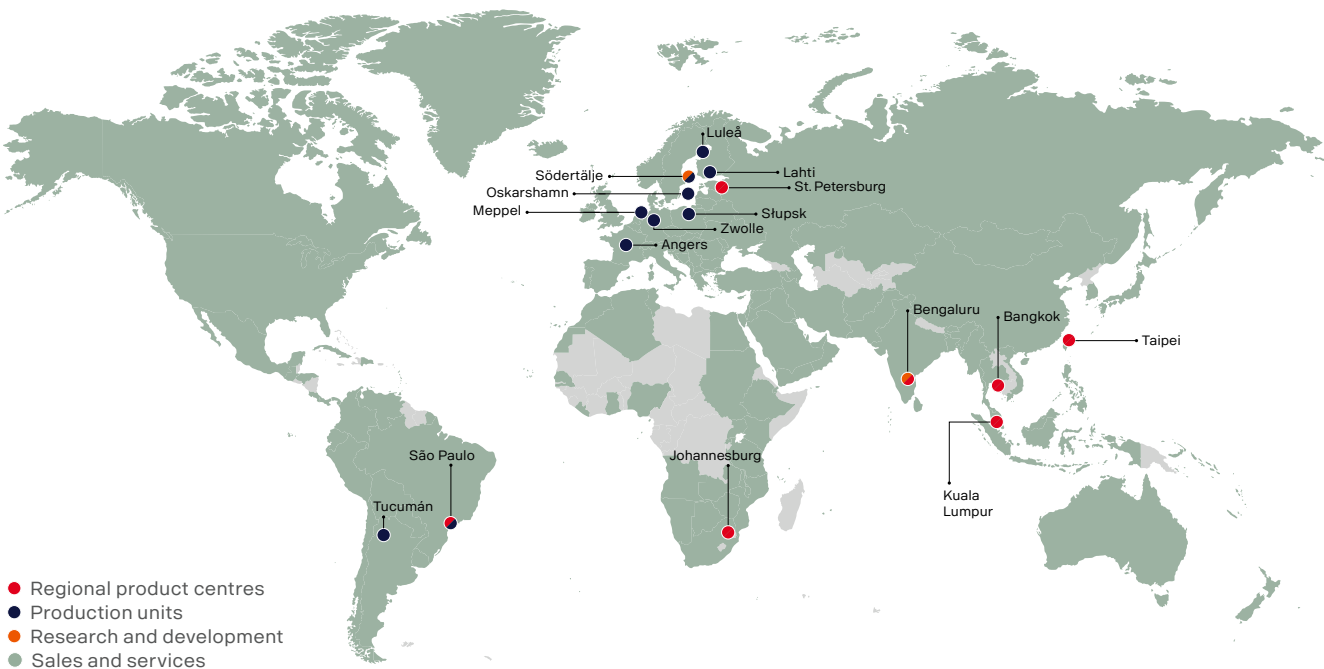 Luleå
Södertälje
Lahti
Oskarshamn
St. Petersburg
Meppel
Słupsk
Zwolle
Angers
Bengaluru
Bangkok
Taipei
São Paulo
Johannesburg
Tucumán
Kuala
Lumpur
Regional product centres
Production units
Research and development
Sales and services